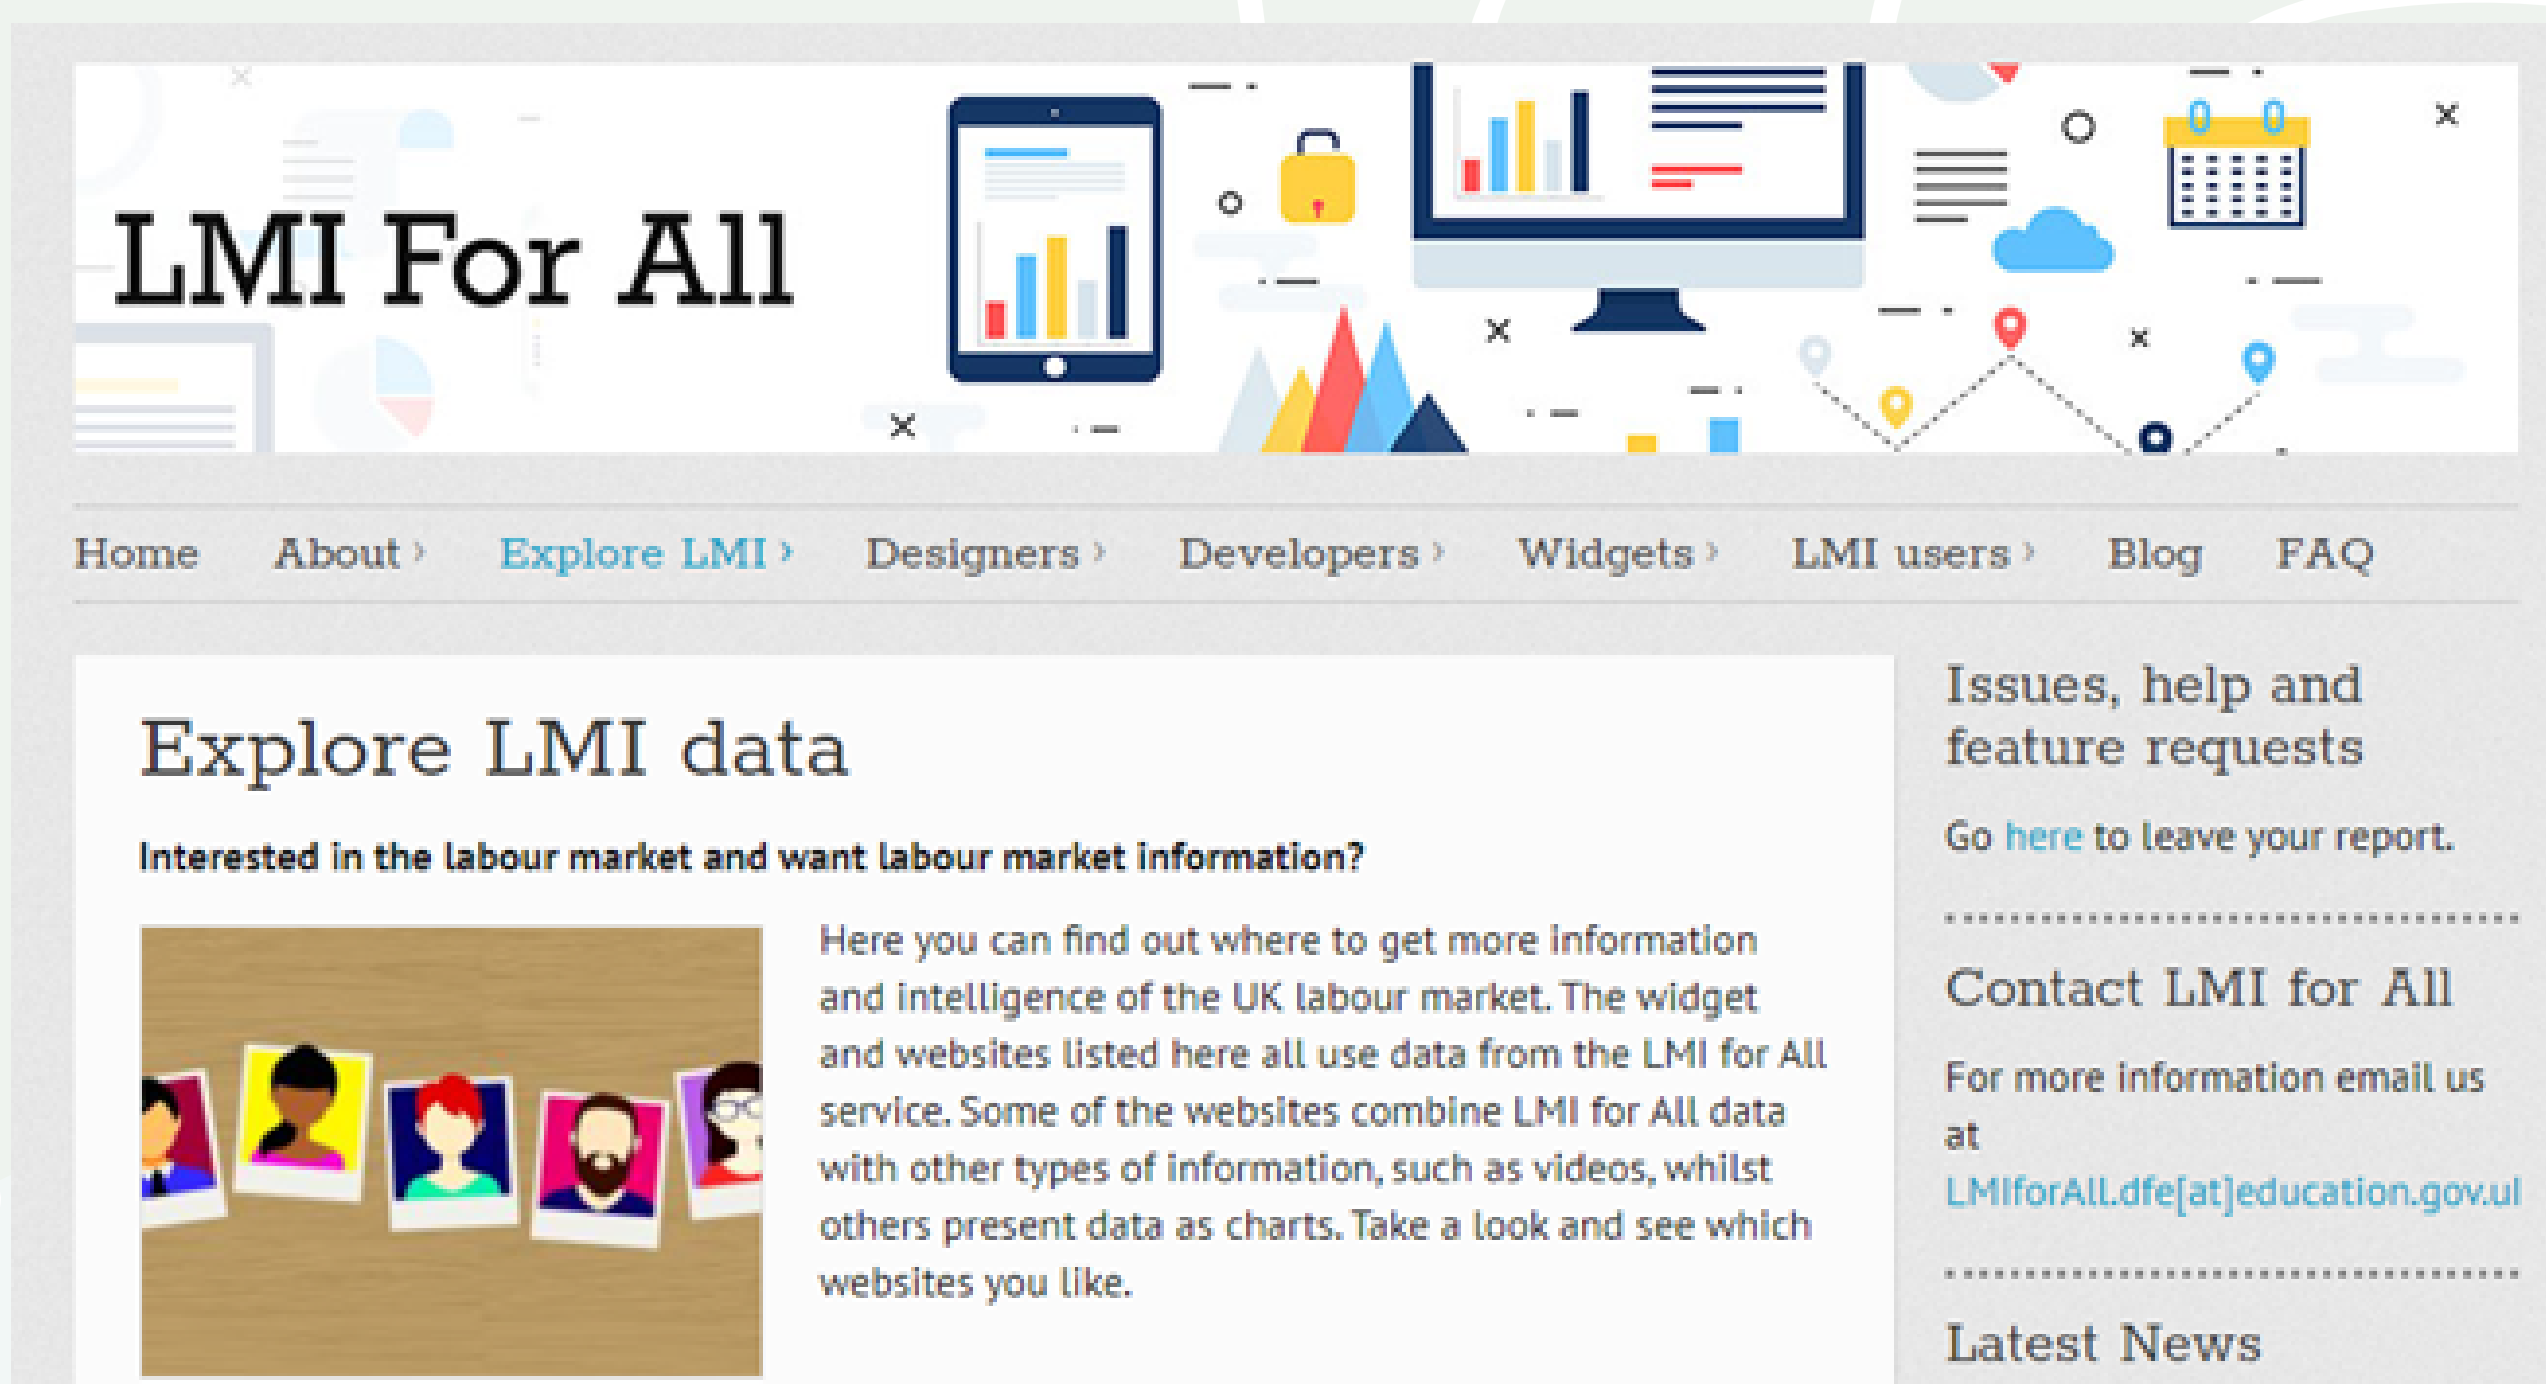 LMI For All
Home About › Explore LMI › Designers › Developers › Widgets › LMI users › Blog FAQ
Explore LMI data
Interested in the labour market and want labour market information?
Here you can find out where to get more information
and intelligence of the UK labour market. The widget
and websites listed here all use data from the LMI for All
service. Some of the websites combine LMI for All data
with other types of information, such as videos, whilst
others present data as charts. Take a look and see which
websites you like.
Issues, help and
feature requests
Go here to leave your report.
Contact LMI for All
For more information email us
at
LMIforAll.dfe[at]education.gov.ul
Latest News